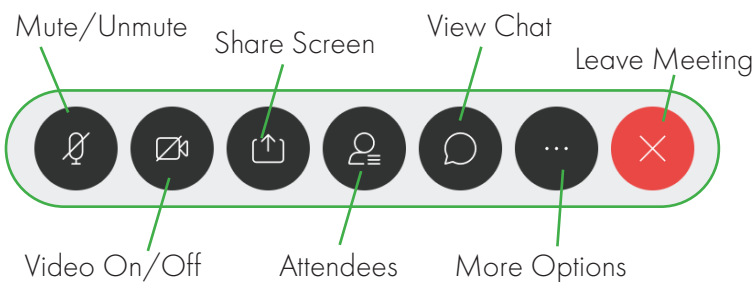 Mute/Unmute
Share Screen
View Chat
Leave Meeting
Video On/Off
Attendees
More Options